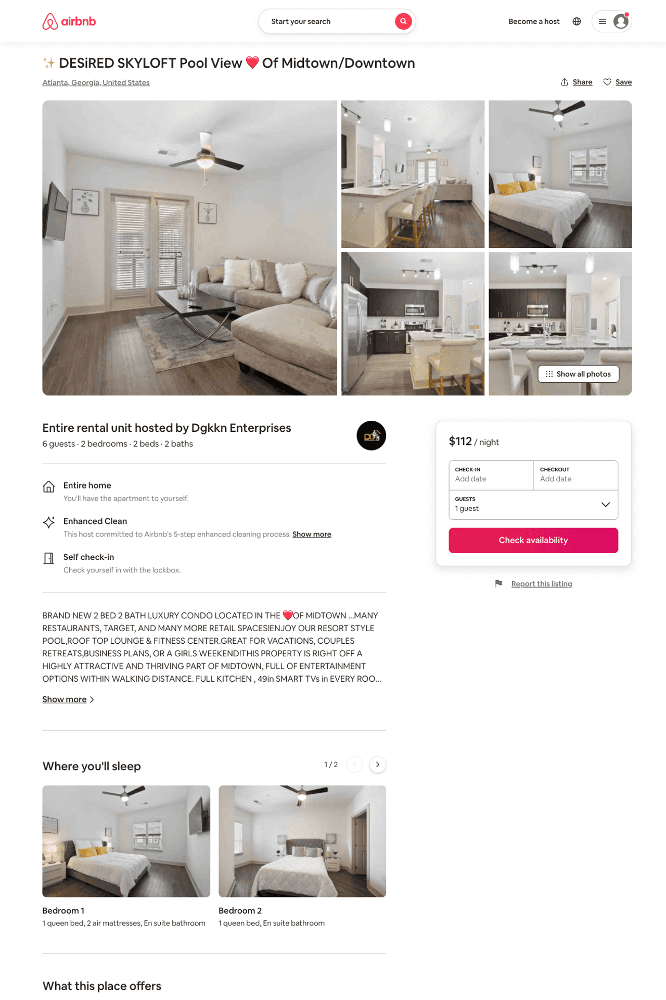 airbnb
Start your search
Become a host
✨ DESiRED SKYLOFT Pool View ❤️ Of Midtown/Downtown
Atlanta, Georgia, United States
Share
Save
Show all photos
Entire rental unit hosted by Dgkkn Enterprises
6 guests · 2 bedrooms · 2 beds · 2 baths
Entire home
You'll have the apartment to yourself.
Enhanced Clean
This host committed to Airbnb's 5-step enhanced cleaning process. Show more
Self check-in
Check yourself in with the lockbox.
$112 / night
CHECK-IN
Add date
CHECKOUT
Add date
GUESTS
1 guest
Check availability
Report this listing
BRAND NEW 2 BED 2 BATH LUXURY CONDO LOCATED IN THE ❤️OF MIDTOWN ...MANY
RESTAURANTS, TARGET, AND MANY MORE RETAIL SPACES!ENJOY OUR RESORT STYLE
POOL,ROOF TOP LOUNGE & FITNESS CENTER.GREAT FOR VACATIONS, COUPLES
RETREATS,BUSINESS PLANS, OR A GIRLS WEEKEND!THIS PROPERTY IS RIGHT OFF A
HIGHLY ATTRACTIVE AND THRIVING PART OF MIDTOWN, FULL OF ENTERTAINMENT
OPTIONS WITHIN WALKING DISTANCE. FULL KITCHEN , 49in SMART TVs in EVERY ROO...
Show more
Where you'll sleep
1 / 2
Bedroom 1
1 queen bed, 2 air mattresses, En suite bathroom
Bedroom 2
1 queen bed, En suite bathroom
What this place offers